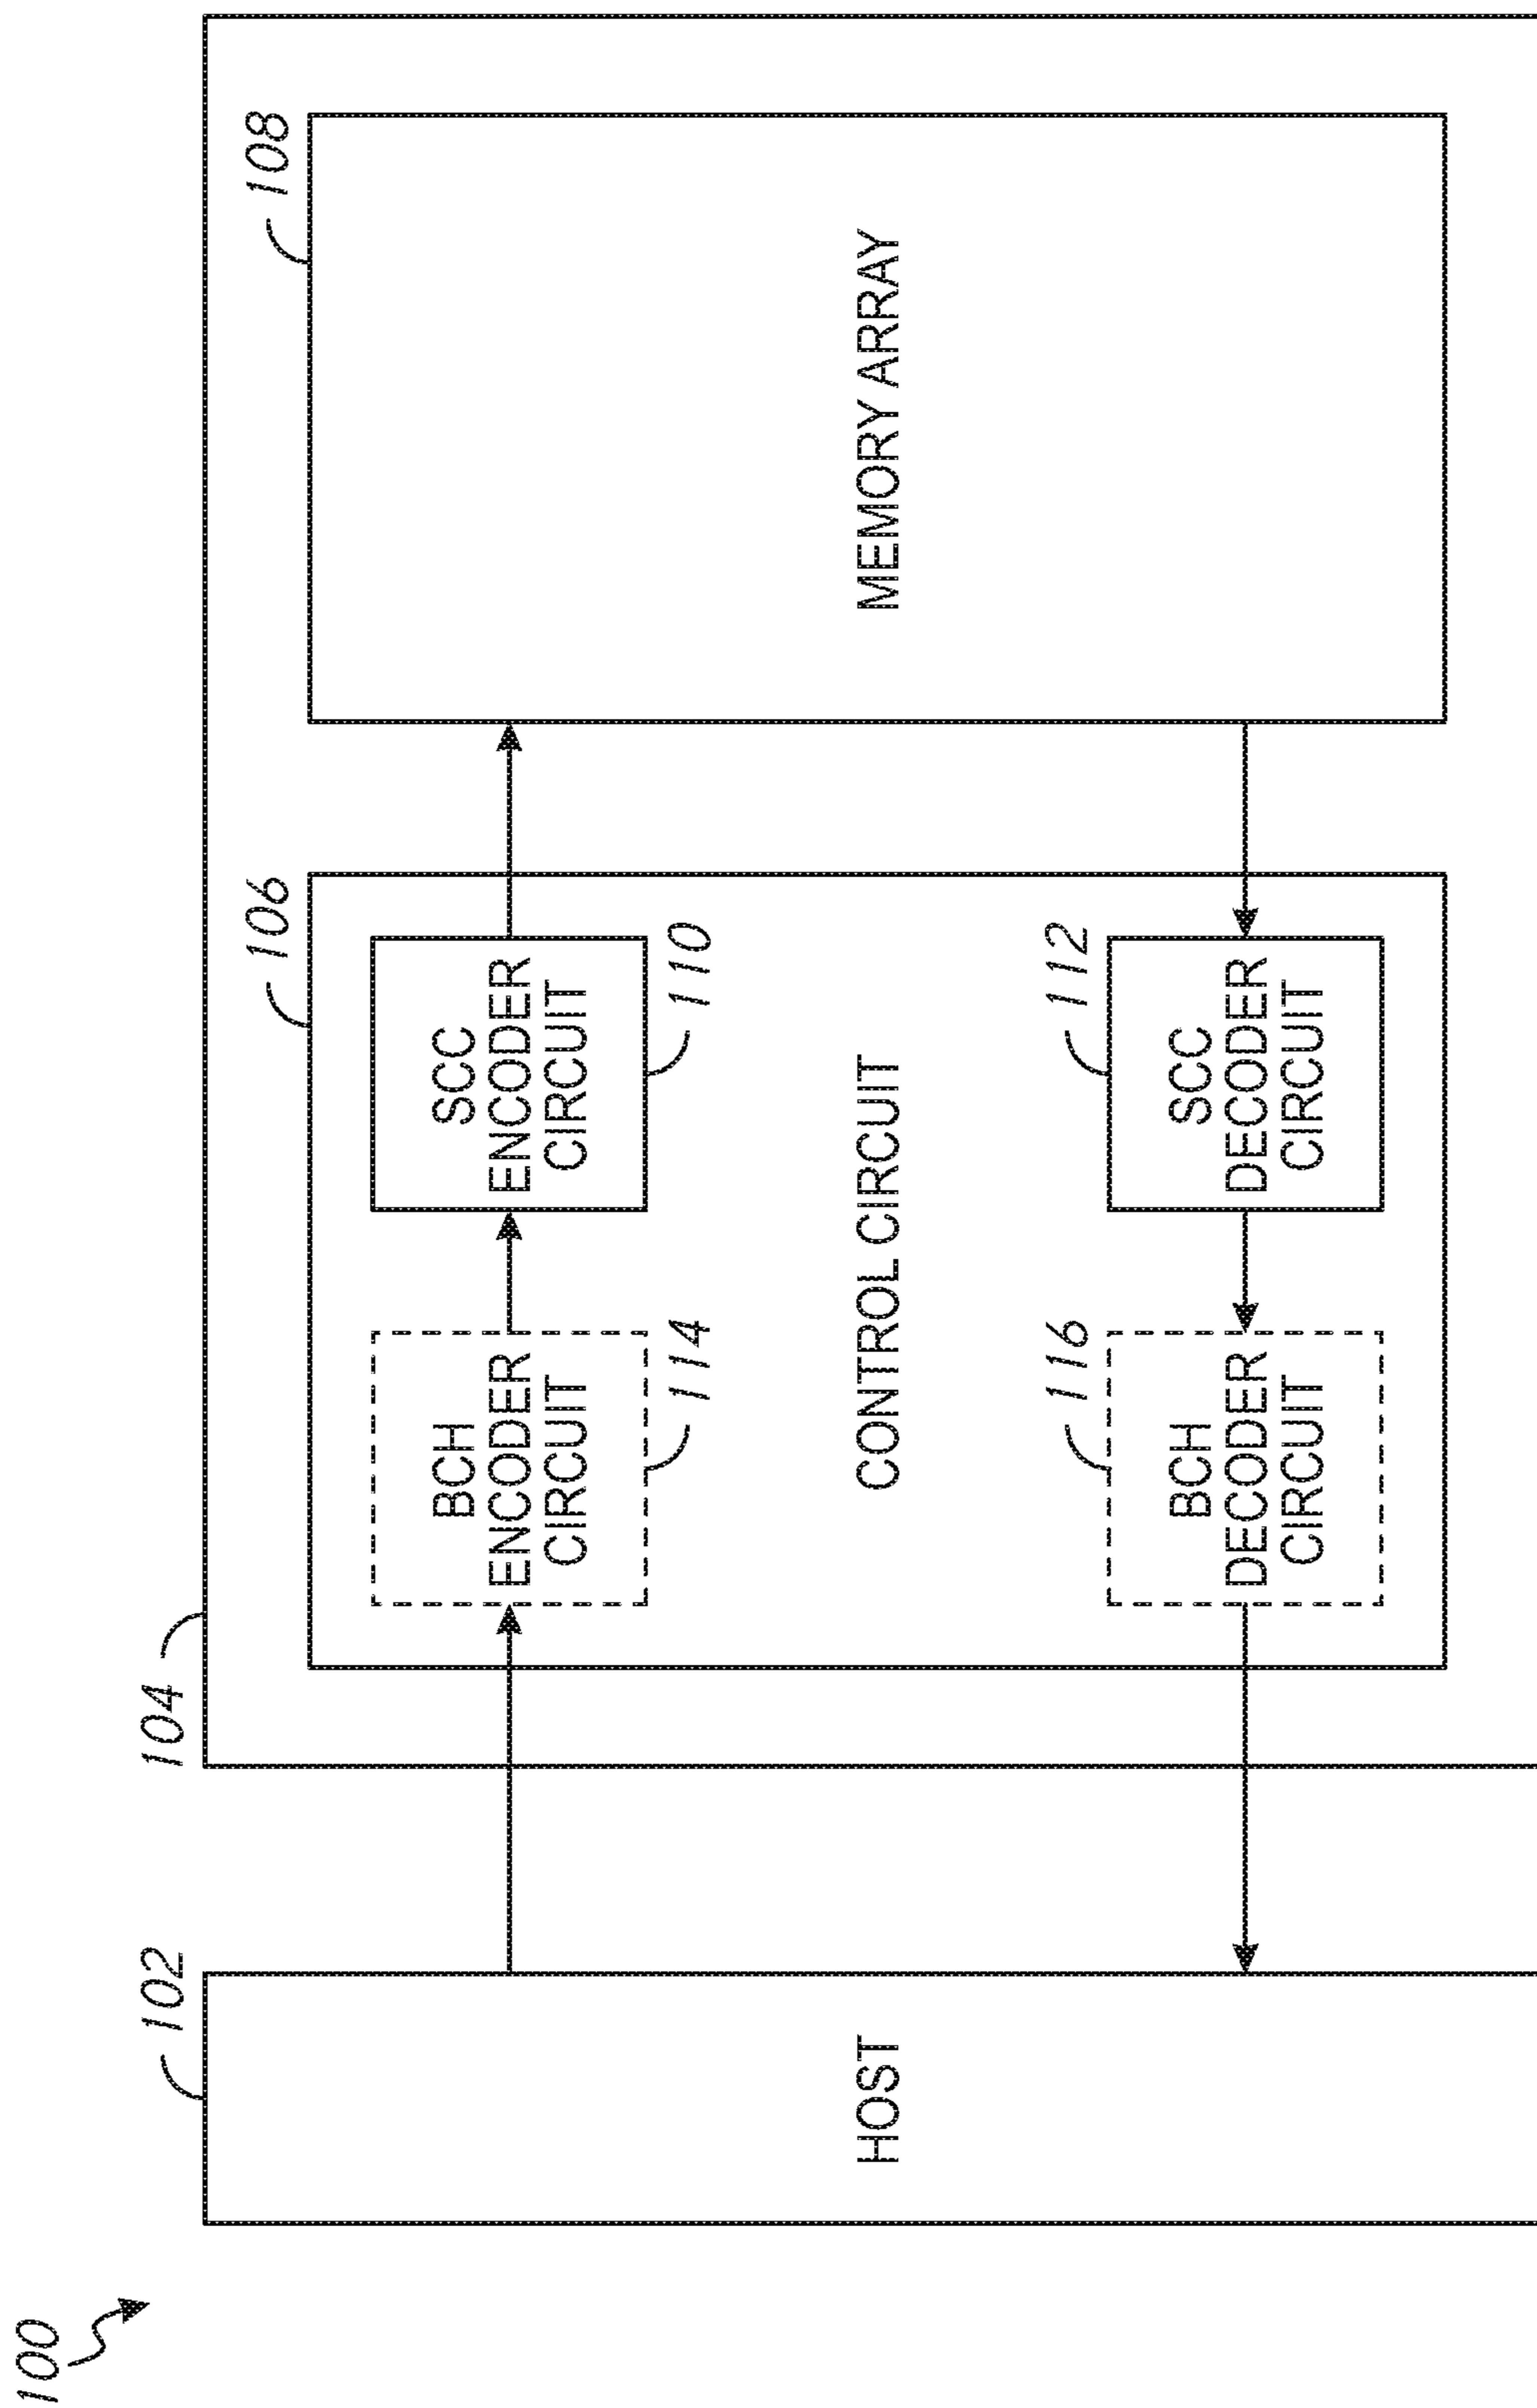 100
102
HOST
104
106
BCH
ENCODER
CIRCUIT
114
SCC
ENCODER
CIRCUIT
110
CONTROL CIRCUIT
116
BCH
DECODER
CIRCUIT
112
SCC
DECODER
CIRCUIT
108
MEMORY ARRAY